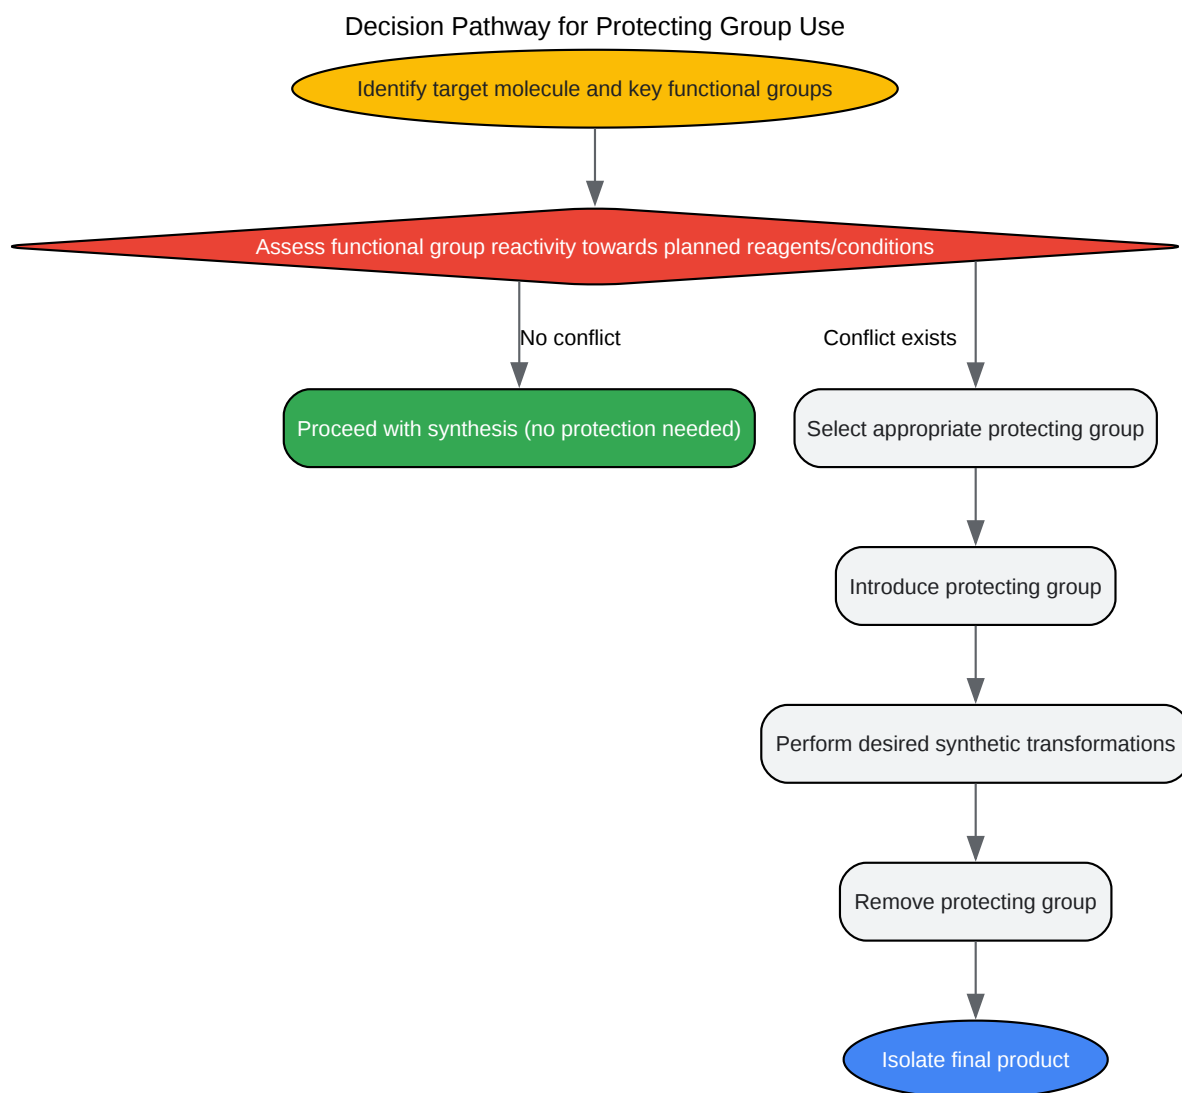 Decision Pathway for Protecting Group Use
Identify target molecule and key functional groups
Assess functional group reactivity towards planned reagents/conditions
No conflict
Conflict exists
Proceed with synthesis (no protection needed)
Select appropriate protecting group
Introduce protecting group
Perform desired synthetic transformations
Remove protecting group
Isolate final product